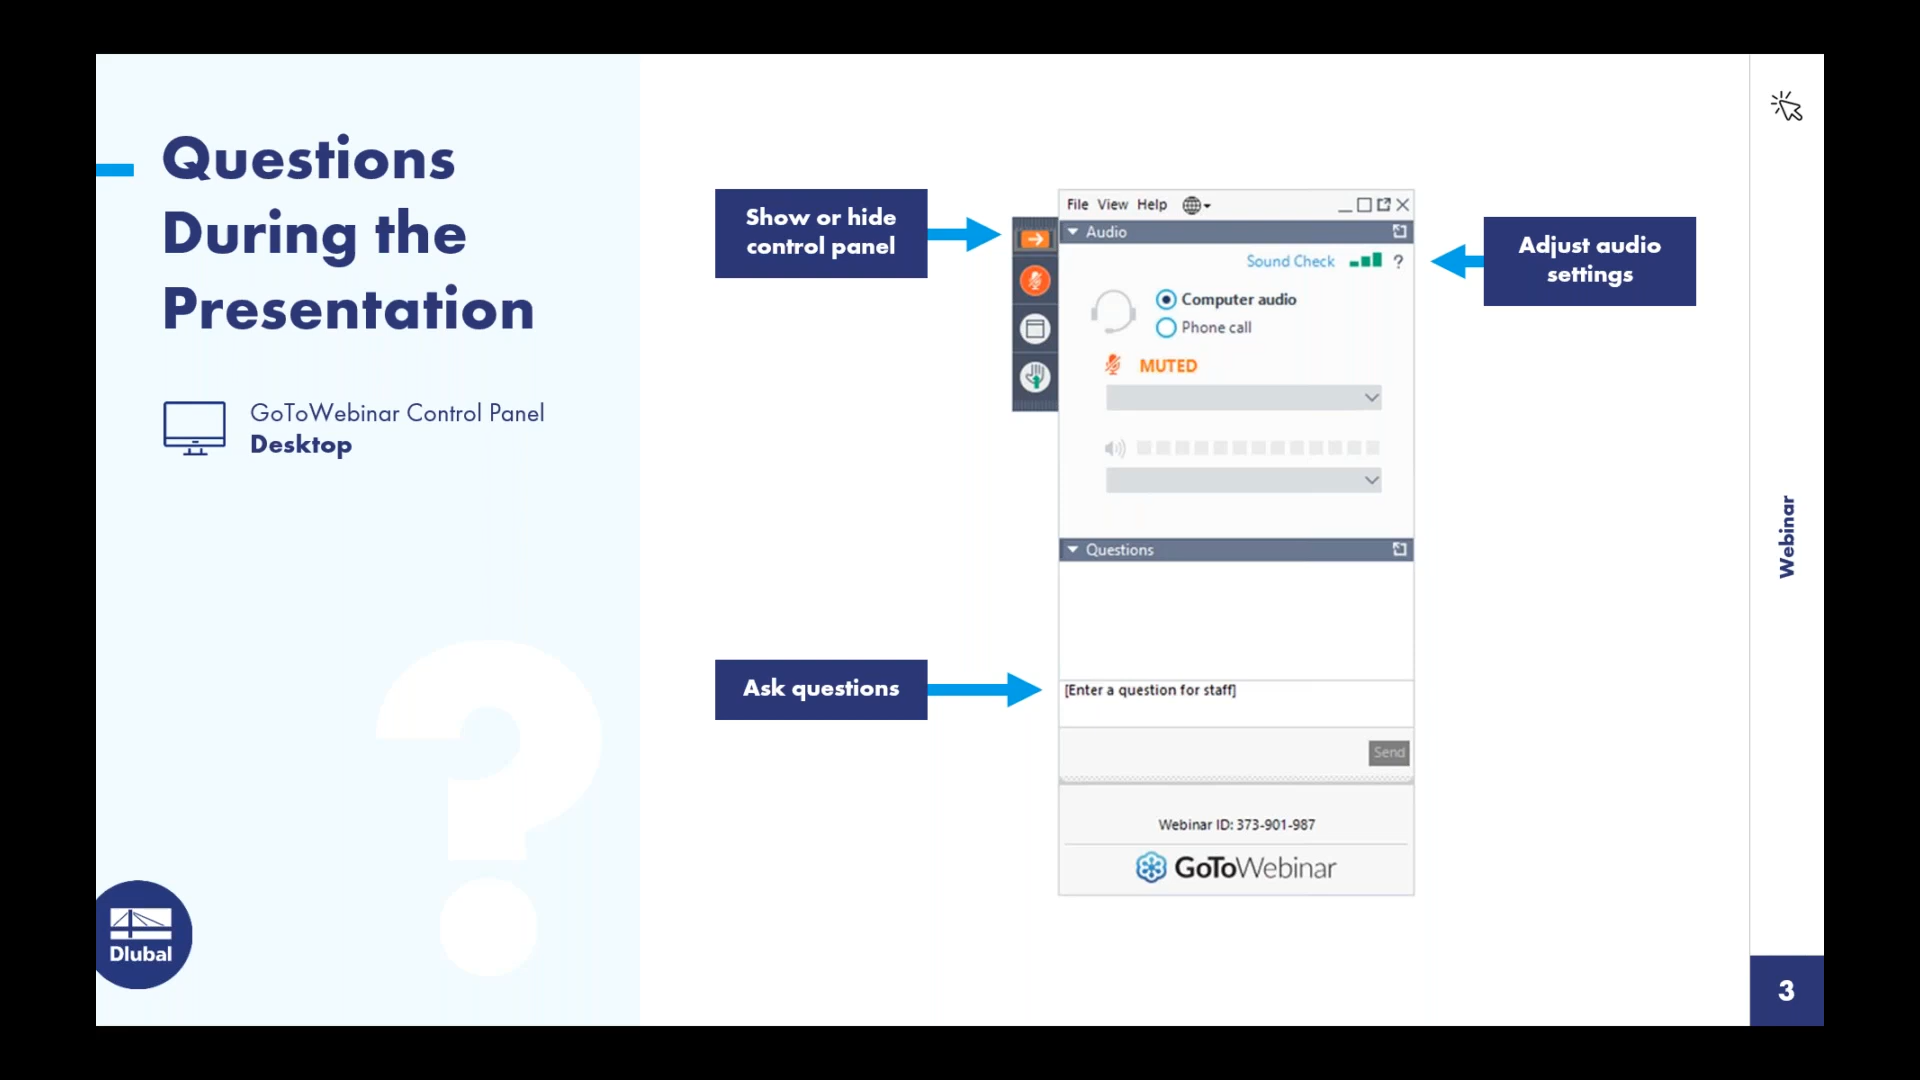 Questions
During the
Presentation
GoToWebinar Control Panel
Desktop
Dlubal
Show or hide
control panel
Ask questions
File View Help
Audio
Sound Check ?
Computer audio
Phone call
MUTED
Questions
[Enter a question for staff]
Send
Webinar ID: 373-901-987
GoToWebinar
Adjust audio
settings
Webinar
3